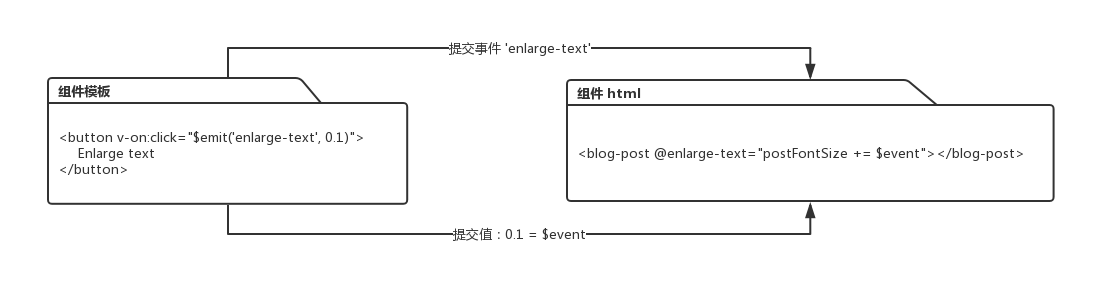 提交事件 'enlarge-text'
组件模板
<button v-on:click="$emit('enlarge-text', 0.1)">
Enlarge text
</button>
组件 html
<blog-post @enlarge-text="postFontSize += $event"></blog-post>
提交值：0.1 = $event